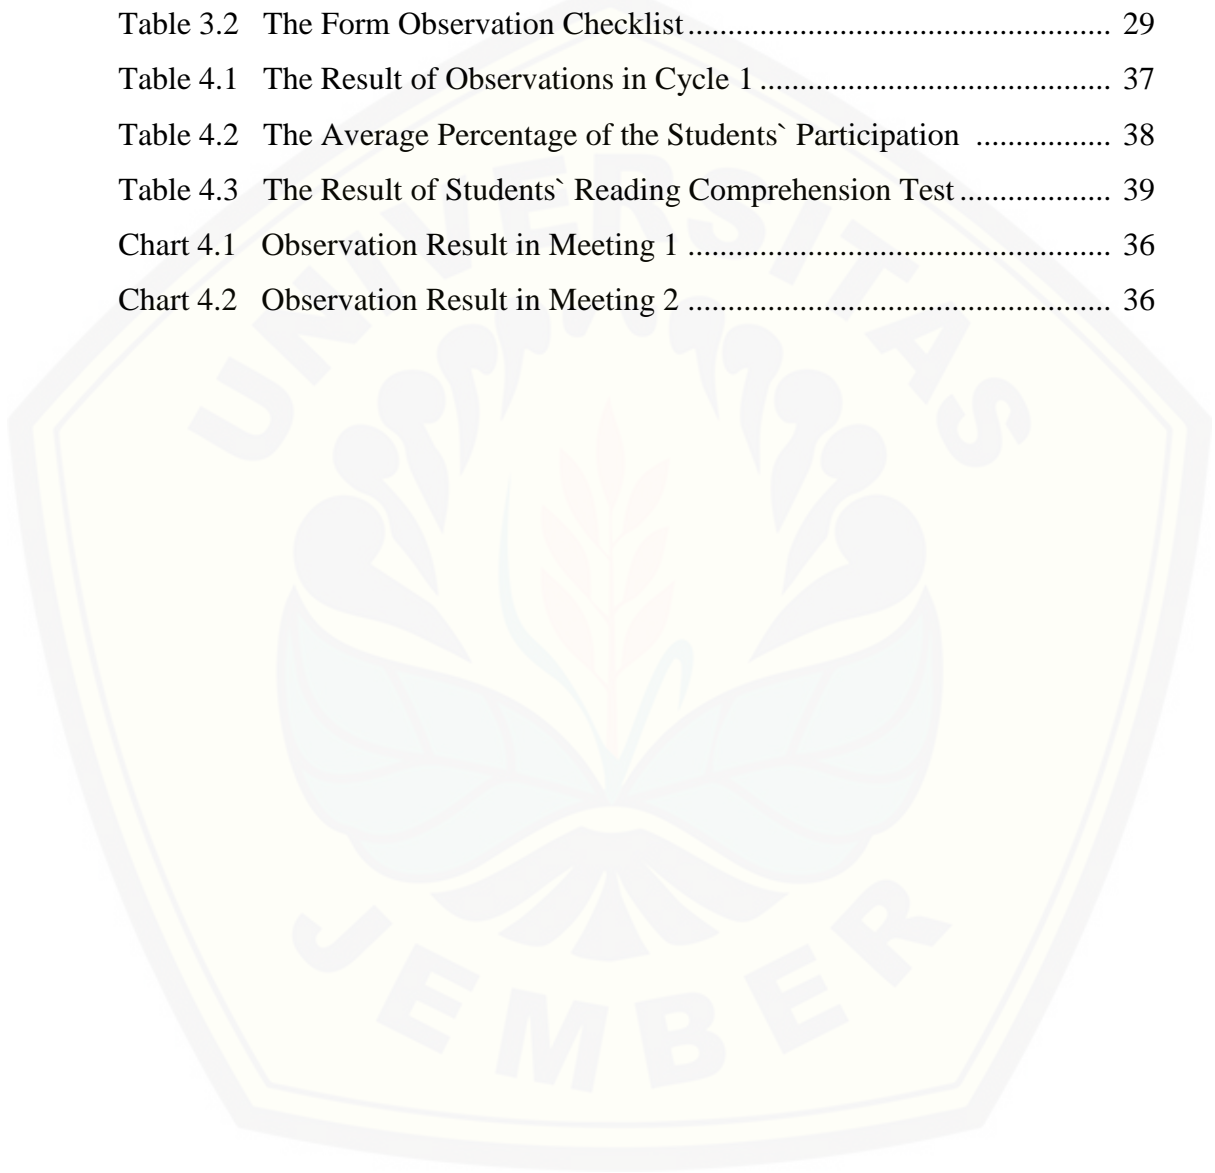 Table 3.2 The Form Observation Checklist.................................................... 29
Table 4.1 The Result of Observations in Cycle 1 ........................................... 37
Table 4.2 The Average Percentage of the Students` Participation ................. 38
Table 4.3 The Result of Students` Reading Comprehension Test................... 39
Chart 4.1 Observation Result in Meeting 1 .................................................... 36
Chart 4.2 Observation Result in Meeting 2 .................................................... 36
UNIVERSITAS
JEMBER